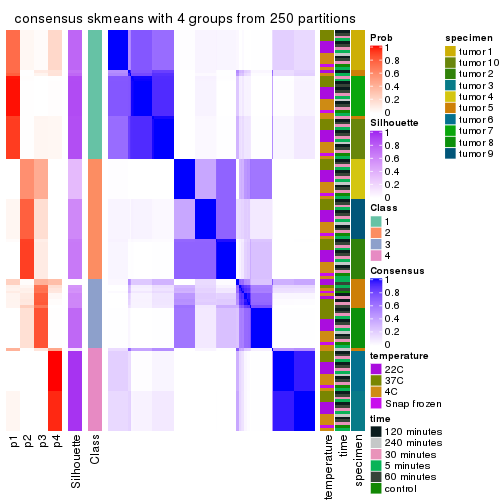 consensus skmeans with 4 groups from 250 partitions
p1
p2
p3
p4
Silhouette
Class
temperature
time
specimen
Prob
1
0.8
0.6
0.4
0.2
0
Silhouette
1
0.8
0.6
0.4
0.2
0
Class
1
2
3
4
Consensus
1
0.8
0.6
0.4
0.2
0
temperature
22C
37C
4C
Snap frozen
time
120 minutes
240 minutes
30 minutes
5 minutes
60 minutes
control
specimen
tumor 1
tumor 10
tumor 2
tumor 3
tumor 4
tumor 5
tumor 6
tumor 7
tumor 8
tumor 9